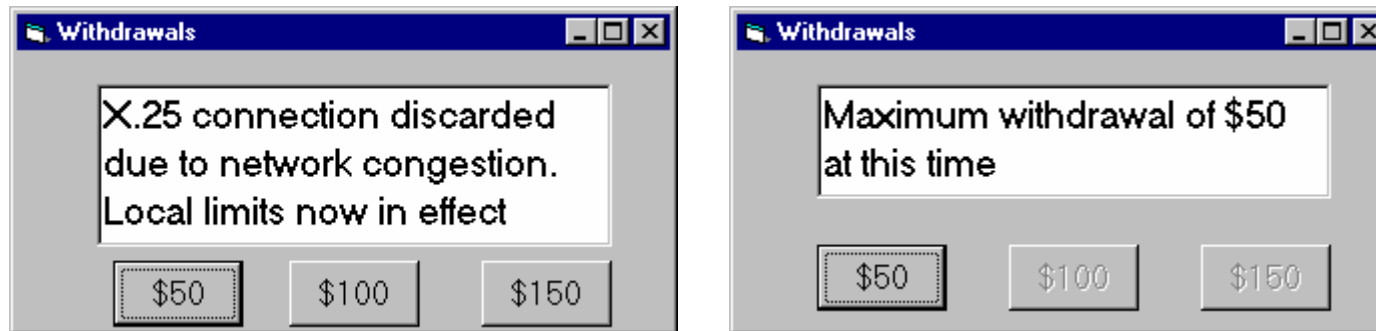 Withdrawals
X.25 connection discarded
due to network congestion.
Local limits now in effect
$50 $100 $150
Withdrawals
Maximum withdrawal of $50
at this time
$50 $100 $150